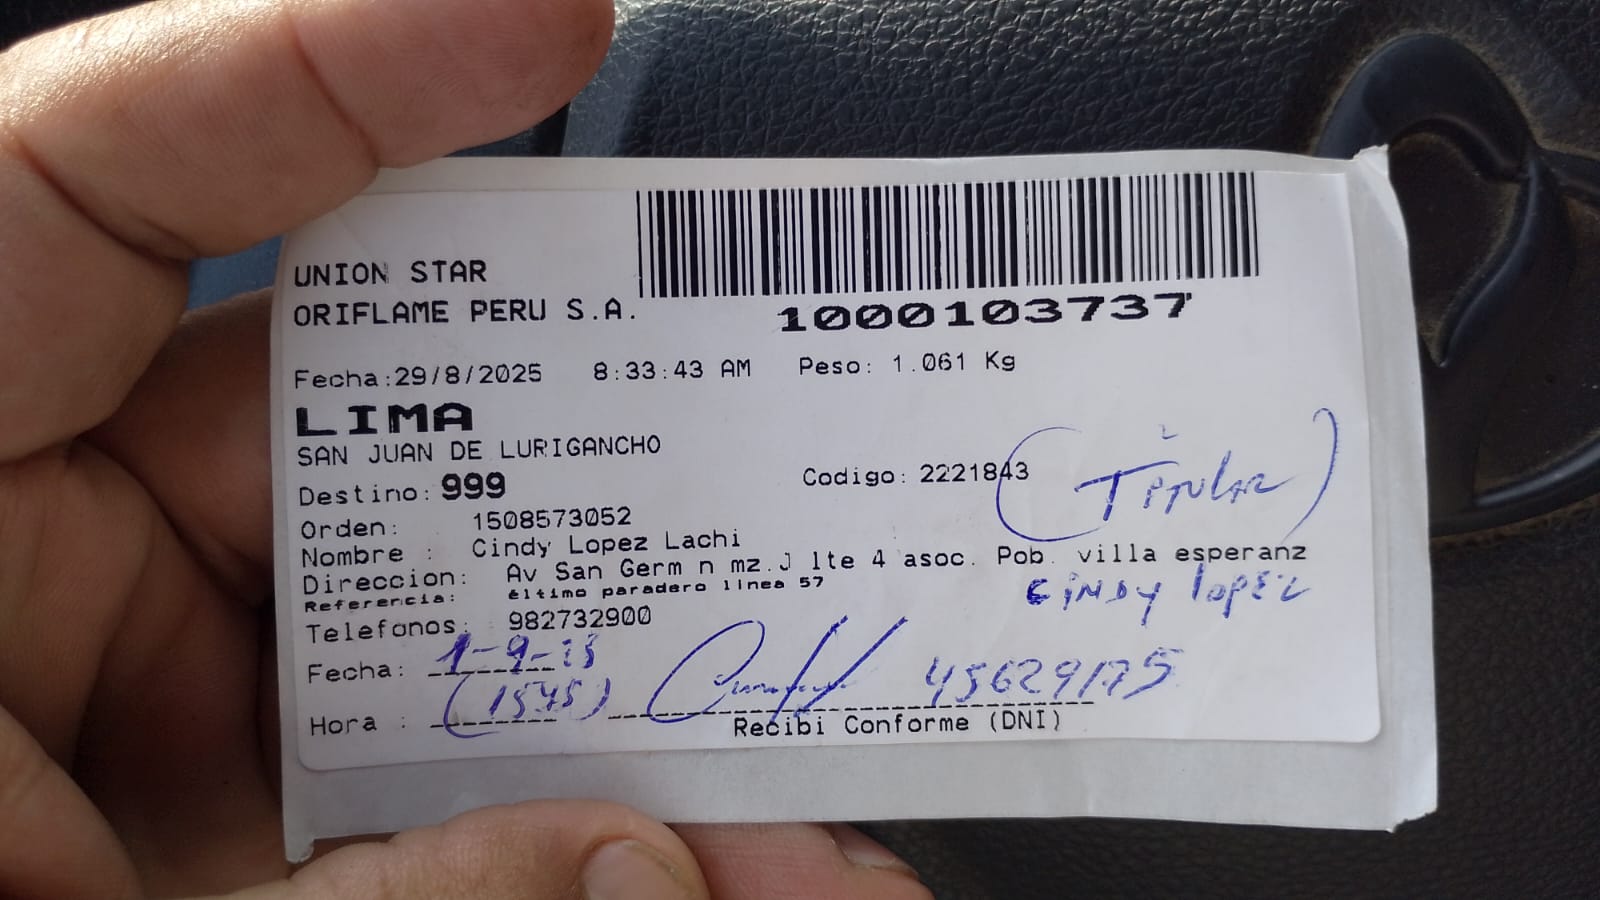 UNION STAR
ORIFLAME PERU S.A.
1000103737
Fecha:29/8/2025 8:33:43 AM Peso: 1.061 Kg
LIMA
SAN JUAN DE LURIGANCHO
Destino: 999 Codigo: 2221843
(Titular)
Orden: 1508573052
Nombre : Cindy Lopez Lachi
Direccion: Av San Germ n mz.J lte 4 asoc. Pob. villa esperanz
Referencia: éltimo paradero linea 57
Cindy Lopez
Telefonos: 982732900
Fecha: 1-9-25
Hora : (1545) 45629175
Recibi Conforme (DNI)